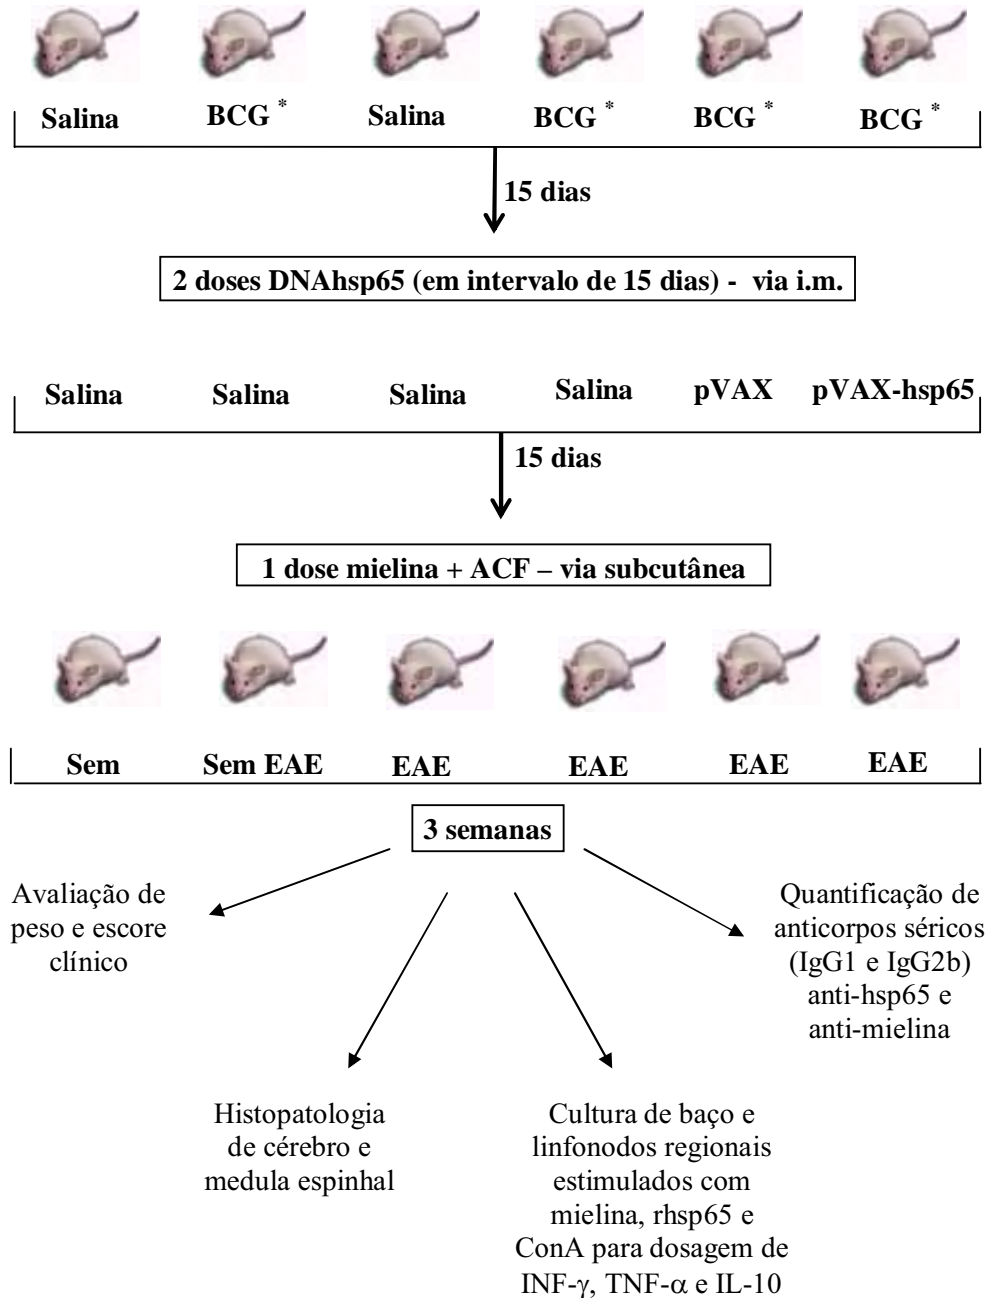 Salina BCG * Salina BCG * BCG * BCG *
15 dias
2 doses DNAhsp65 (em intervalo de 15 dias) - via i.m.
Salina Salina Salina Salina pVAX pVAX-hsp65
15 dias
1 dose mielina + ACF – via subcutânea
Sem Sem EAE EAE EAE EAE EAE
3 semanas
Avaliação de
peso e escore
clínico
Quantificação de
anticorpos séricos
(IgG1 e IgG2b)
anti-hsp65 e
anti-mielina
Histopatologia
de cérebro e
medula espinhal
Cultura de baço e
linfonodos regionais
estimulados com
mielina, rhsp65 e
ConA para dosagem de
INF-γ, TNF-α e IL-10